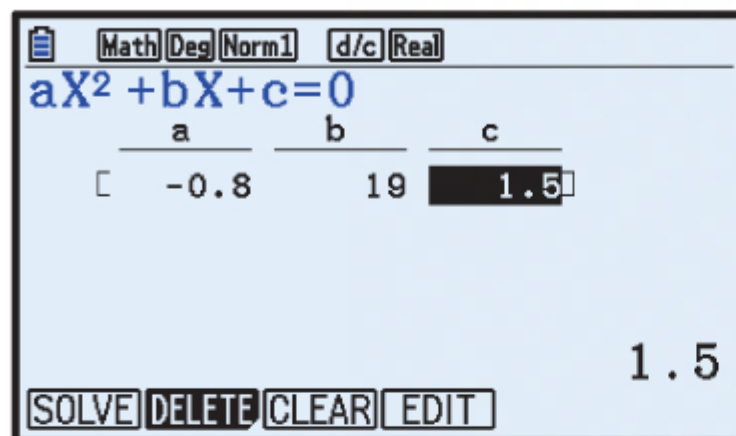 Math Deg Norm1 d/c Real
aX² +bX+c=0
a b c
[ -0.8 19 1.5 ]
1.5
SOLVE DELETE CLEAR EDIT